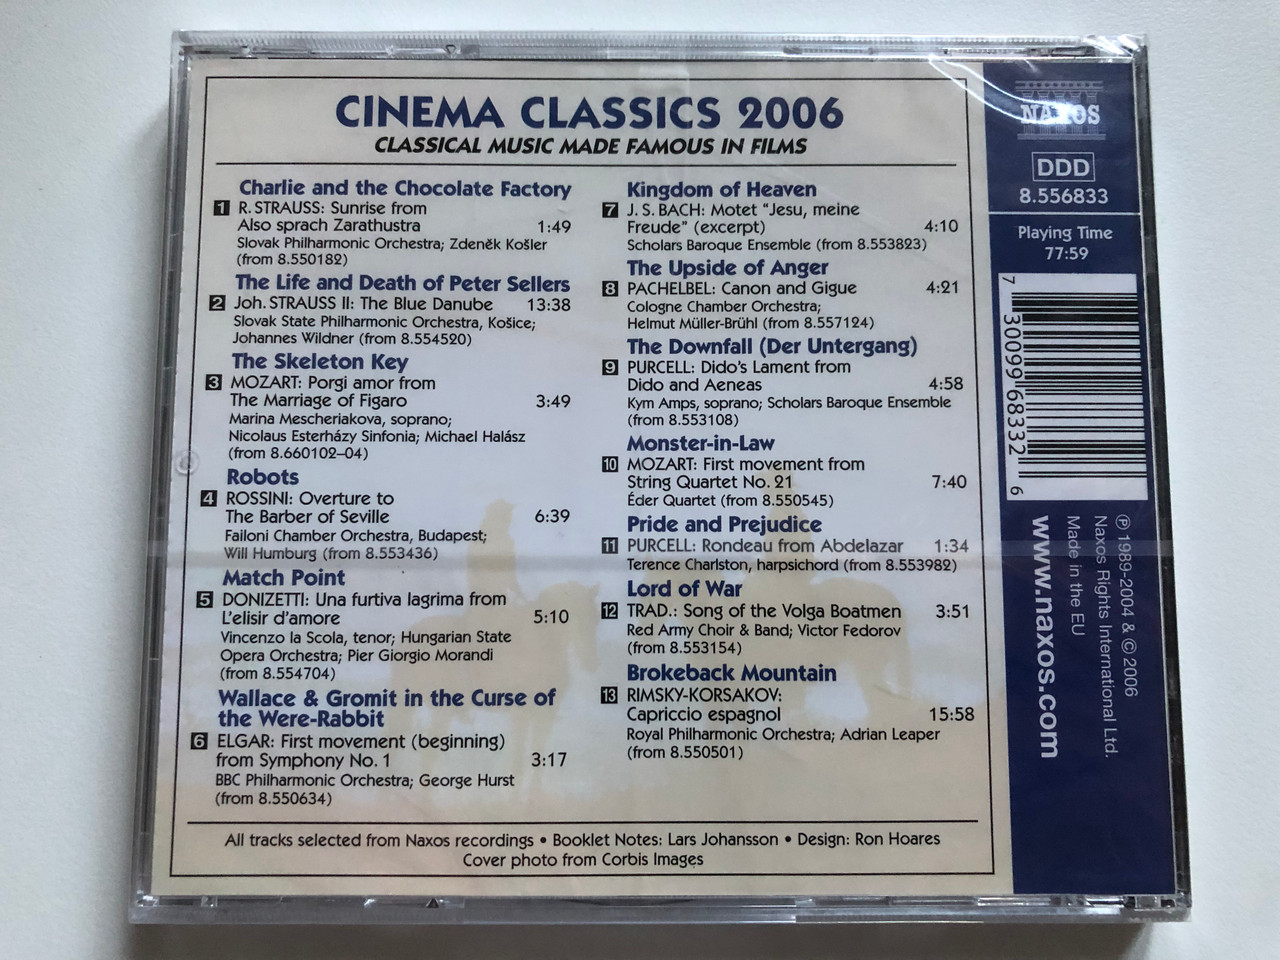 CINEMA CLASSICS 2006
CLASSICAL MUSIC MADE FAMOUS IN FILMS
Charlie and the Chocolate Factory
1 R. STRAUSS: Sunrise from
Also sprach Zarathustra 1:49
Slovak Philharmonic Orchestra; Zdeněk Košler
(from 8.550182)
The Life and Death of Peter Sellers
2 Joh. STRAUSS II: The Blue Danube 13:38
Slovak State Philharmonic Orchestra, Košice;
Johannes Wildner (from 8.554520)
The Skeleton Key
3 MOZART: Porgi amor from
The Marriage of Figaro 3:49
Marina Mescheriakova, soprano;
Nicolaus Esterházy Sinfonia; Michael Halász
(from 8.660102–04)
Robots
4 ROSSINI: Overture to
The Barber of Seville 6:39
Failoni Chamber Orchestra, Budapest;
Will Humburg (from 8.553436)
Match Point
5 DONIZETTI: Una furtiva lagrima from
L'elisir d'amore 5:10
Vincenzo la Scola, tenor; Hungarian State
Opera Orchestra; Pier Giorgio Morandi
(from 8.554704)
Wallace & Gromit in the Curse of
the Were-Rabbit
6 ELGAR: First movement (beginning)
from Symphony No. 1 3:17
BBC Philharmonic Orchestra; George Hurst
(from 8.550634)
Kingdom of Heaven
7 J. S. BACH: Motet “Jesu, meine
Freude” (excerpt) 4:10
Scholars Baroque Ensemble (from 8.553823)
The Upside of Anger
8 PACHELBEL: Canon and Gigue 4:21
Cologne Chamber Orchestra;
Helmut Müller-Brühl (from 8.557124)
The Downfall (Der Untergang)
9 PURCELL: Dido's Lament from
Dido and Aeneas 4:58
Kym Amps, soprano; Scholars Baroque Ensemble
(from 8.553108)
Monster-in-Law
10 MOZART: First movement from
String Quartet No. 21 7:40
Éder Quartet (from 8.550545)
Pride and Prejudice
11 PURCELL: Rondeau from Abdelazar 1:34
Terence Charlston, harpsichord (from 8.553982)
Lord of War
12 TRAD.: Song of the Volga Boatmen 3:51
Red Army Choir & Band; Victor Fedorov
(from 8.553154)
Brokeback Mountain
13 RIMSKY-KORSAKOV:
Capriccio espagnol 15:58
Royal Philharmonic Orchestra; Adrian Leaper
(from 8.550501)
All tracks selected from Naxos recordings • Booklet Notes: Lars Johansson • Design: Ron Hoares
Cover photo from Corbis Images
NAXOS
DDD
8.556833
Playing Time
77:59
7 30099 68332 6
℗ 1989-2004 & © 2006
Naxos Rights International Ltd.
Made in the EU
www.naxos.com